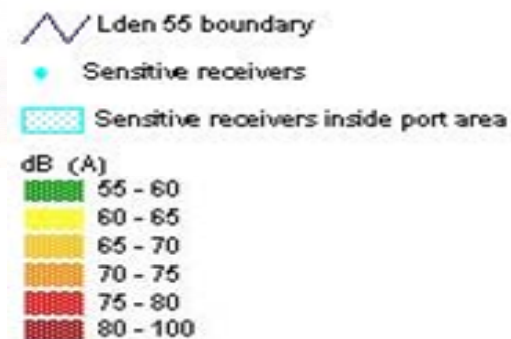 Lden 55 boundary
Sensitive receivers
Sensitive receivers inside port area
dB (A)
55 - 60
60 - 65
65 - 70
70 - 75
75 - 80
80 - 100